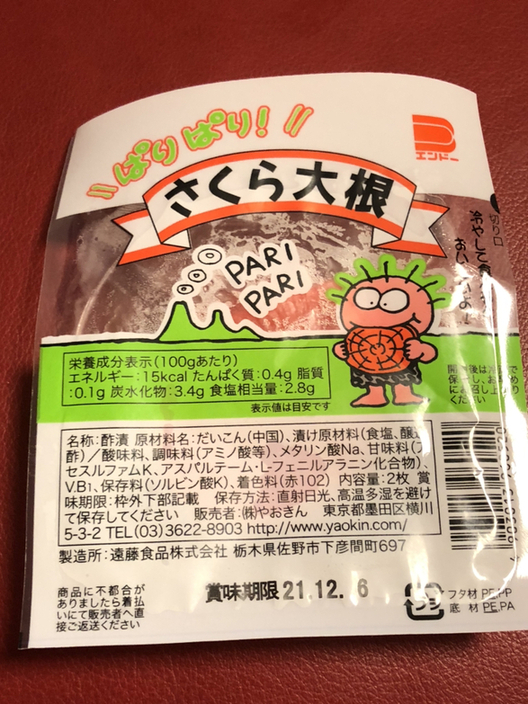 ぱりぱり!
エンドー
さくら大根
切り口
PARI
PARI
栄養成分表示(100gあたり)
エネルギー:15kcal たんぱく質:0.4g 脂質
:0.1g 炭水化物:3.4g 食塩相当量:2.8g
表示値は目安です
名称:酢漬 原材料名:だいこん(中国)、漬け原材料(食塩、醸造
酢)/酸味料、調味料(アミノ酸等)、メタリン酸Na、甘味料(ア
セスルファムK、アスパルテーム・L-フェニルアラニン化合物)
V.B1、保存料(ソルビン酸K)、着色料(赤102) 内容量:2枚 賞
味期限:枠外下部記載 保存方法:直射日光、高温多湿を避け
て保存してください 販売者:(株)やおきん 東京都墨田区横川
5-3-2 TEL(03)3622-8903 http://www.yaokin.com/
製造所:遠藤食品株式会社 栃木県佐野市下彦間町697
商品に不都合が
ありましたら着払
いにて販売者へ直
接ご返送ください
賞味期限 21.12. 6
プラ
フタ材 PE,PP
底 材 PE,PA